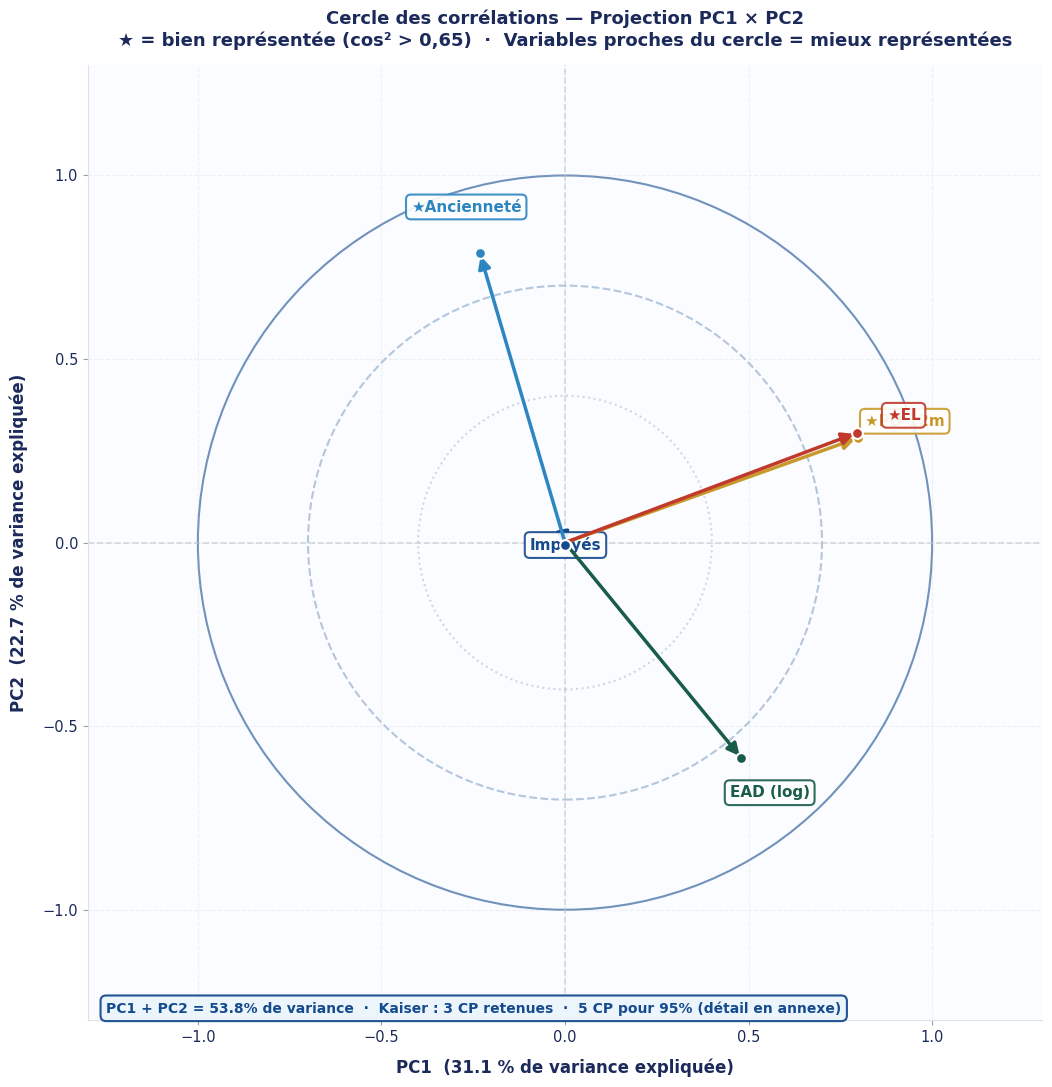 Cercle des corrélations — Projection PC1 × PC2
★ = bien représentée (cos² > 0,65) · Variables proches du cercle = mieux représentées
PC2 (22.7 % de variance expliquée)
1.0
0.5
0.0
−0.5
−1.0
★Ancienneté
★EL
EAD (log)
PC1 + PC2 = 53.8% de variance · Kaiser : 3 CP retenues · 5 CP pour 95% (détail en annexe)
−1.0 −0.5 0.0 0.5 1.0
PC1 (31.1 % de variance expliquée)